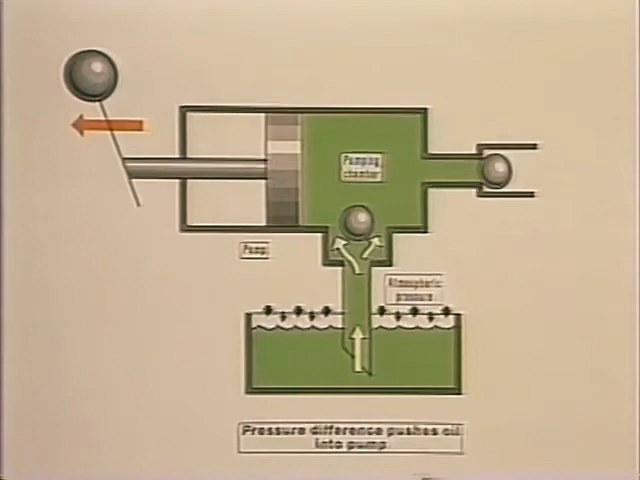 Pumping
chamber
Pump
Atmospheric
pressure
Pressure difference pushes oil
into pump